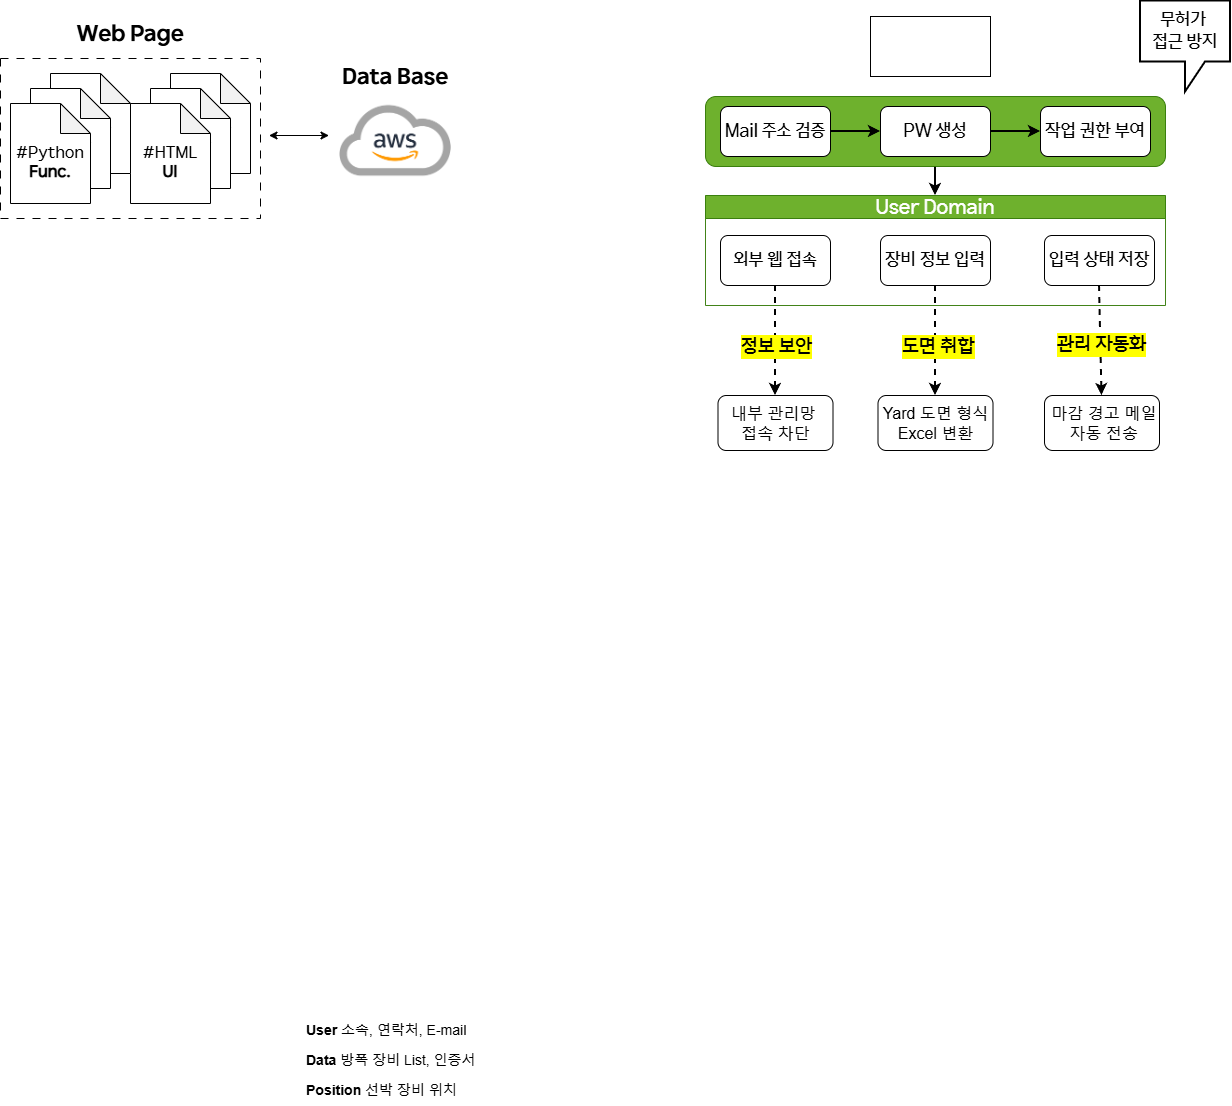 Web Page
#Python
Func.
#HTML
UI
Data Base
aws
무허가
접근 방지
Mail 주소 검증
PW 생성
작업 권한 부여
User Domain
외부 웹 접속
장비 정보 입력
입력 상태 저장
정보 보안
도면 취합
관리 자동화
내부 관리망
접속 차단
Yard 도면 형식
Excel 변환
마감 경고 메일
자동 전송
User 소속, 연락처, E-mail
Data 방폭 장비 List, 인증서
Position 선박 장비 위치